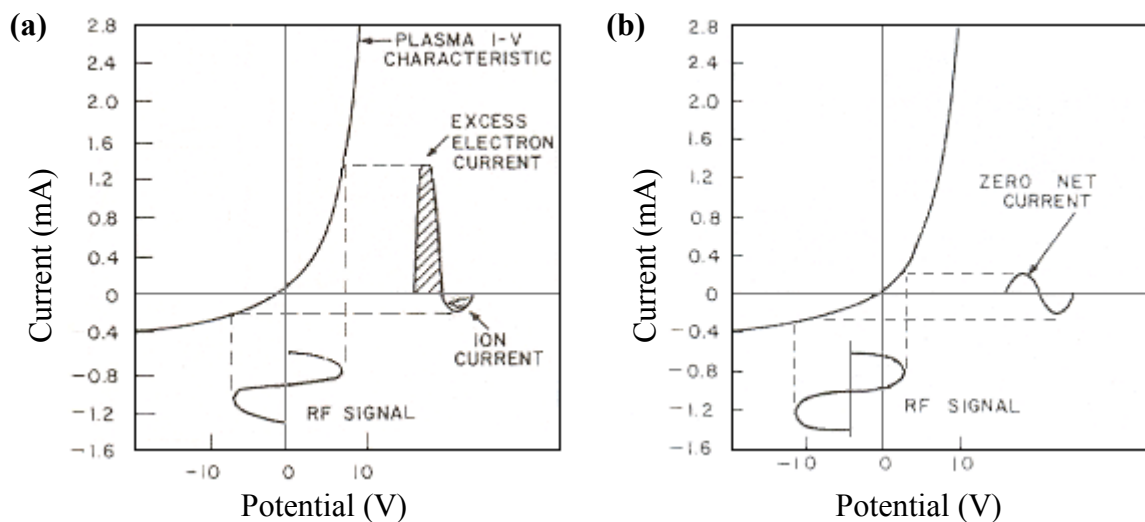 (a)
2.8
2.4
2.0
1.6
1.2
0.8
0.4
0
−0.4
−0.8
−1.2
−1.6
Current (mA)
PLASMA I-V
CHARACTERISTIC
EXCESS
ELECTRON
CURRENT
ION
CURRENT
RF SIGNAL
−10
0
10
Potential (V)
(b)
2.8
2.4
2.0
1.6
1.2
0.8
0.4
0
−0.4
−0.8
−1.2
−1.6
Current (mA)
ZERO NET
CURRENT
RF SIGNAL
−10
0
10
Potential (V)